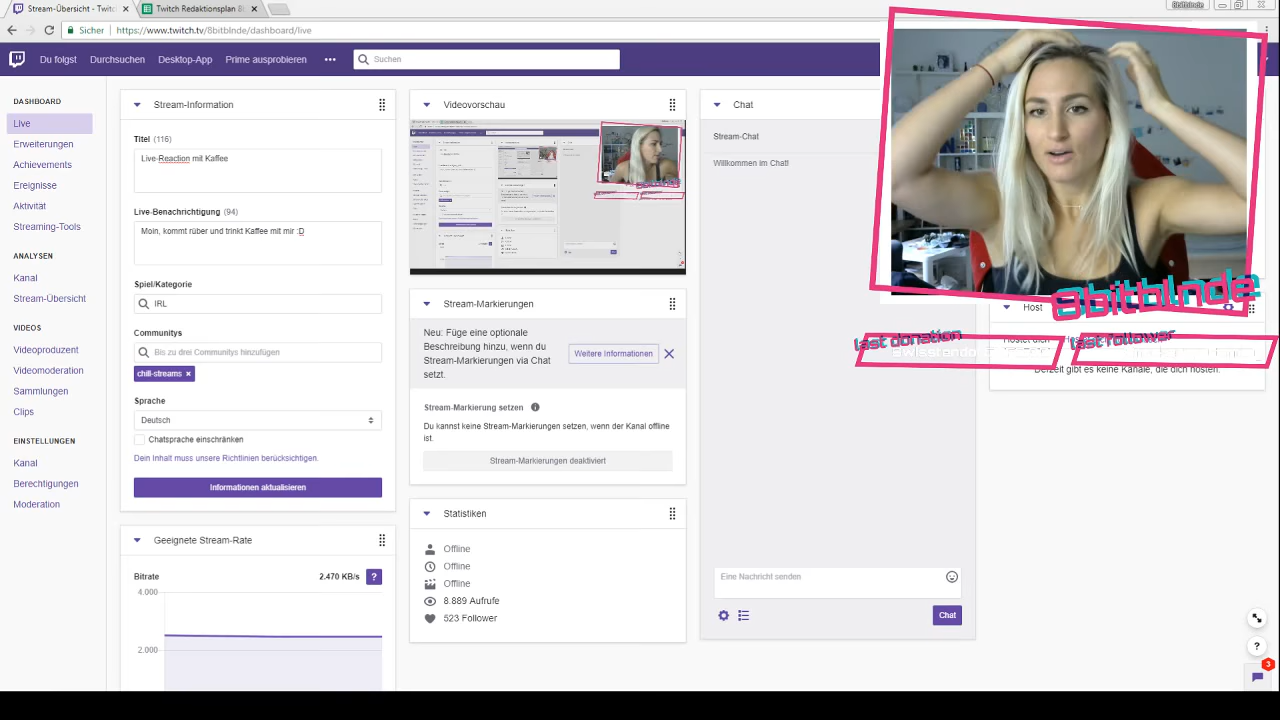 Stream-Übersicht - Twitc
Twitch Redaktionsplan 8b
8bitblnde
Sicher
https://www.twitch.tv/8bitblnde/dashboard/live
Du folgst
Durchsuchen
Desktop-App
Prime ausprobieren
Suchen
DASHBOARD
Live
Erweiterungen
Achievements
Ereignisse
Aktivität
Streaming-Tools
ANALYSEN
Kanal
Stream-Übersicht
VIDEOS
Videoproduzent
Videomoderation
Sammlungen
Clips
EINSTELLUNGEN
Kanal
Berechtigungen
Moderation
Stream-Information
Titel (116)
Live-Reaction mit Kaffee
Live-Benachrichtigung (94)
Moin, kommt rüber und trinkt Kaffee mit mir :D
Spiel/Kategorie
IRL
Communitys
Bis zu drei Communitys hinzufügen
chill-streams
Sprache
Deutsch
Chatsprache einschränken
Dein Inhalt muss unsere Richtlinien berücksichtigen.
Informationen aktualisieren
Geeignete Stream-Rate
Bitrate
2.470 KB/s
?
4.000
2.000
Videovorschau
Stream-Markierungen
Neu: Füge eine optionale
Beschreibung hinzu, wenn du
Stream-Markierungen via Chat
setzt.
Weitere Informationen
Stream-Markierung setzen
Du kannst keine Stream-Markierungen setzen, wenn der Kanal offline
ist.
Stream-Markierungen deaktiviert
Statistiken
Offline
Offline
Offline
8.889 Aufrufe
523 Follower
Chat
Stream-Chat
Willkommen im Chat!
Eine Nachricht senden
Chat
8bitblnde
Host
last donation
last follower
Derzeit gibt es keine Kanäle, die dich hosten.
?
3